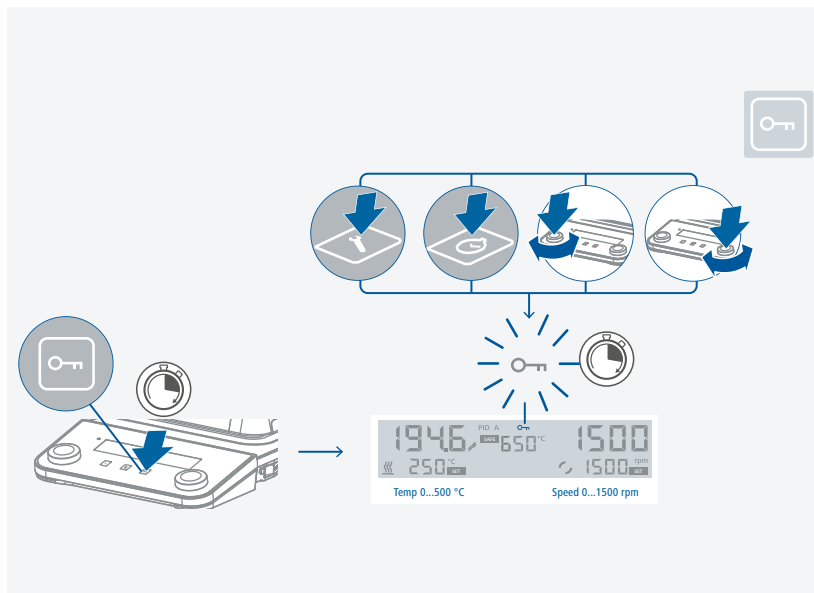 194.6 PID A 1500
SAFE 650 °C
250 °C SET 1500 rpm SET
Temp 0...500 °C Speed 0...1500 rpm